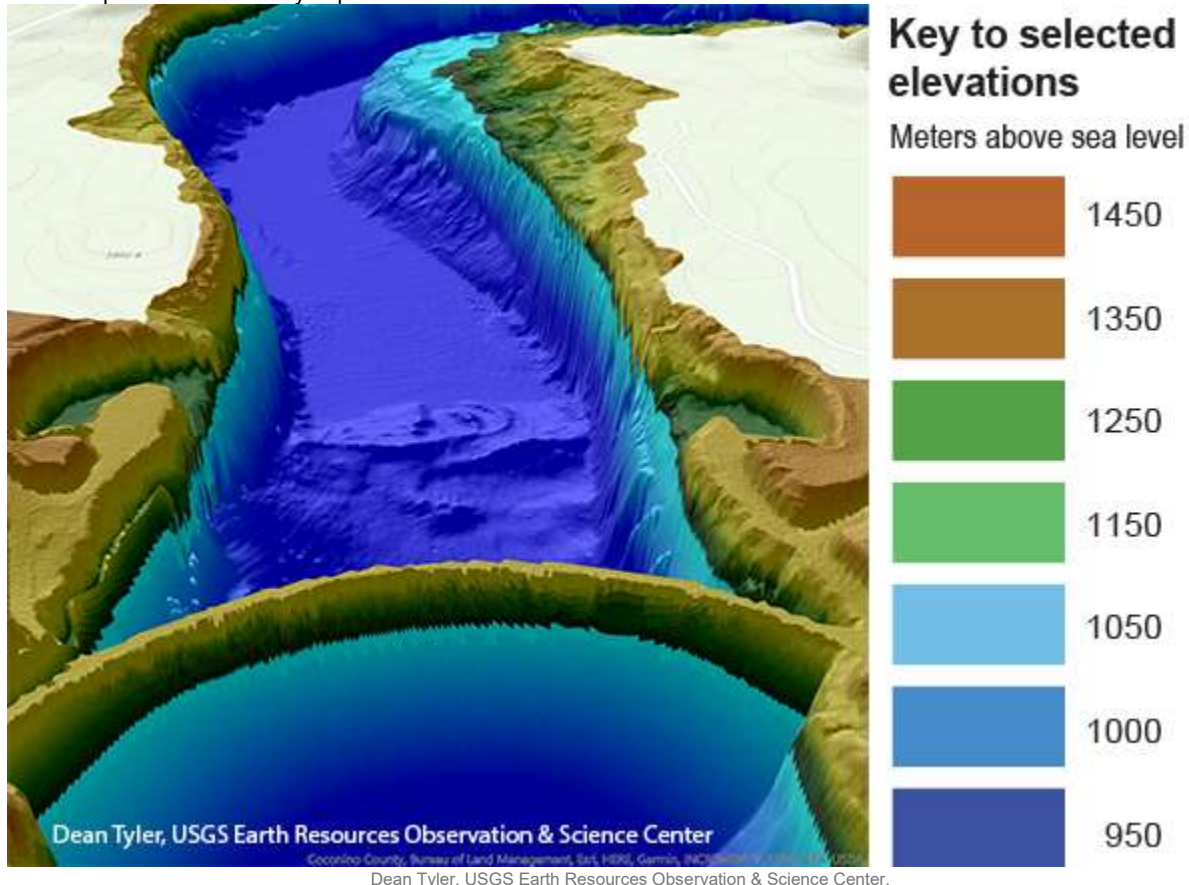 Key to selected
elevations
Meters above sea level
1450
1350
1250
1150
1050
1000
950
Dean Tyler, USGS Earth Resources Observation & Science Center
Coconino County, Bureau of Land Management, Esri, HERE, Garmin,
Dean Tyler, USGS Earth Resources Observation & Science Center.